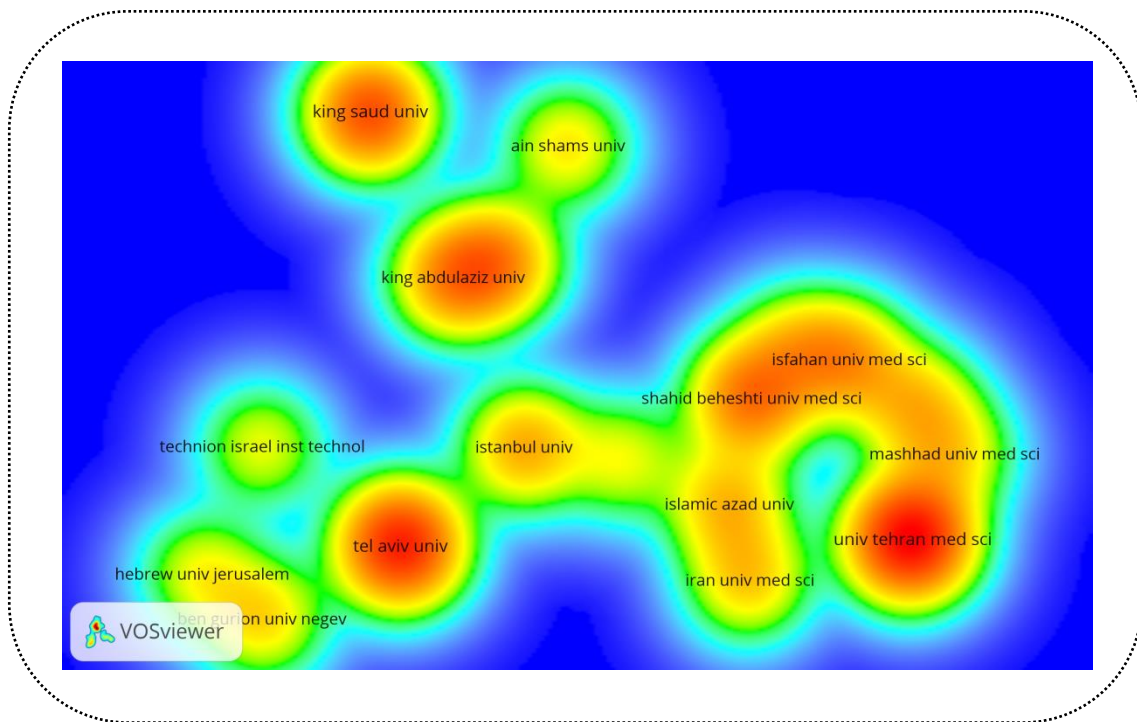 king saud univ
ain shams univ
king abdulaziz univ
isfahan univ med sci
shahid beheshti univ med sci
technion israel inst technol
istanbul univ
mashhad univ med sci
islamic azad univ
tel aviv univ
univ tehran med sci
hebrew univ jerusalem
iran univ med sci
ben gurion univ negev
VOSviewer